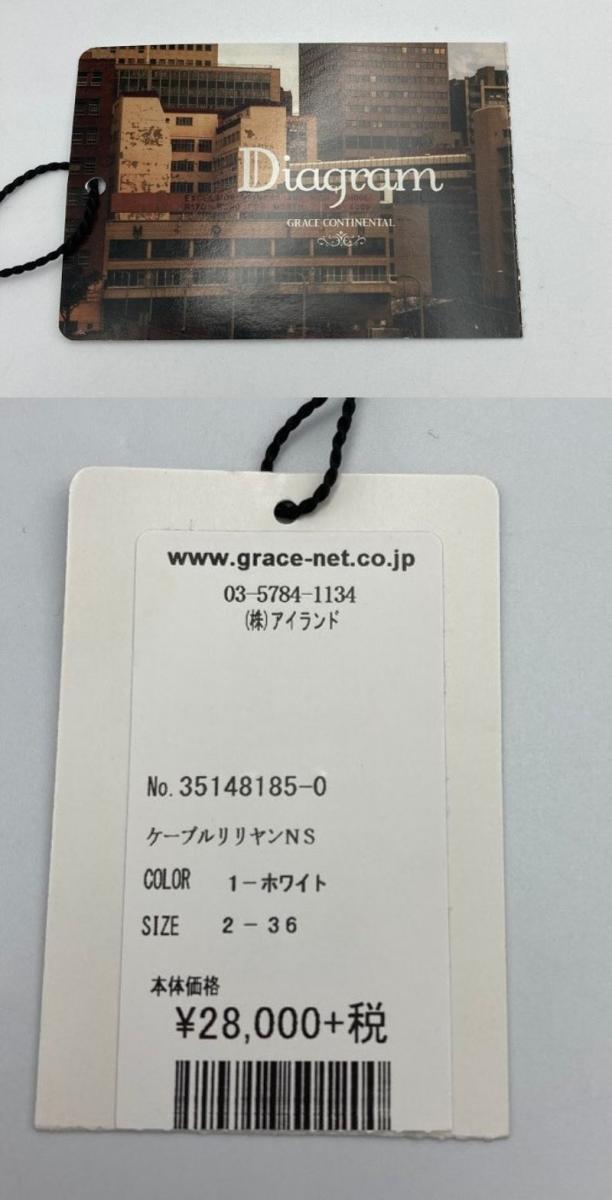 Diagram
GRACE CONTINENTAL
www.grace-net.co.jp
03-5784-1134
(株)アイランド
No.35148185-0
ケーブルリリヤンNS
COLOR 1-ホワイト
SIZE 2-36
本体価格
¥28,000+税